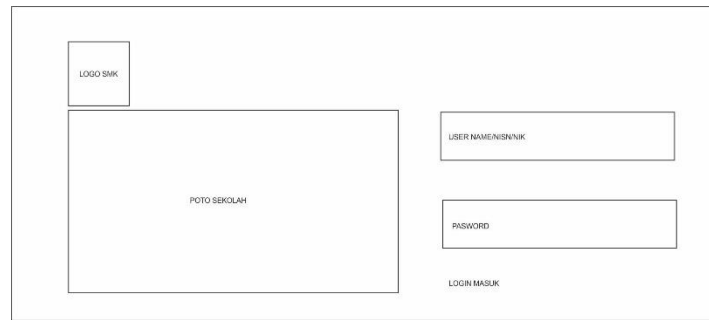 LOGO SMK
POTO SEKOLAH
USER NAME/NISN/NIK
PASWORD
LOGIN MASUK